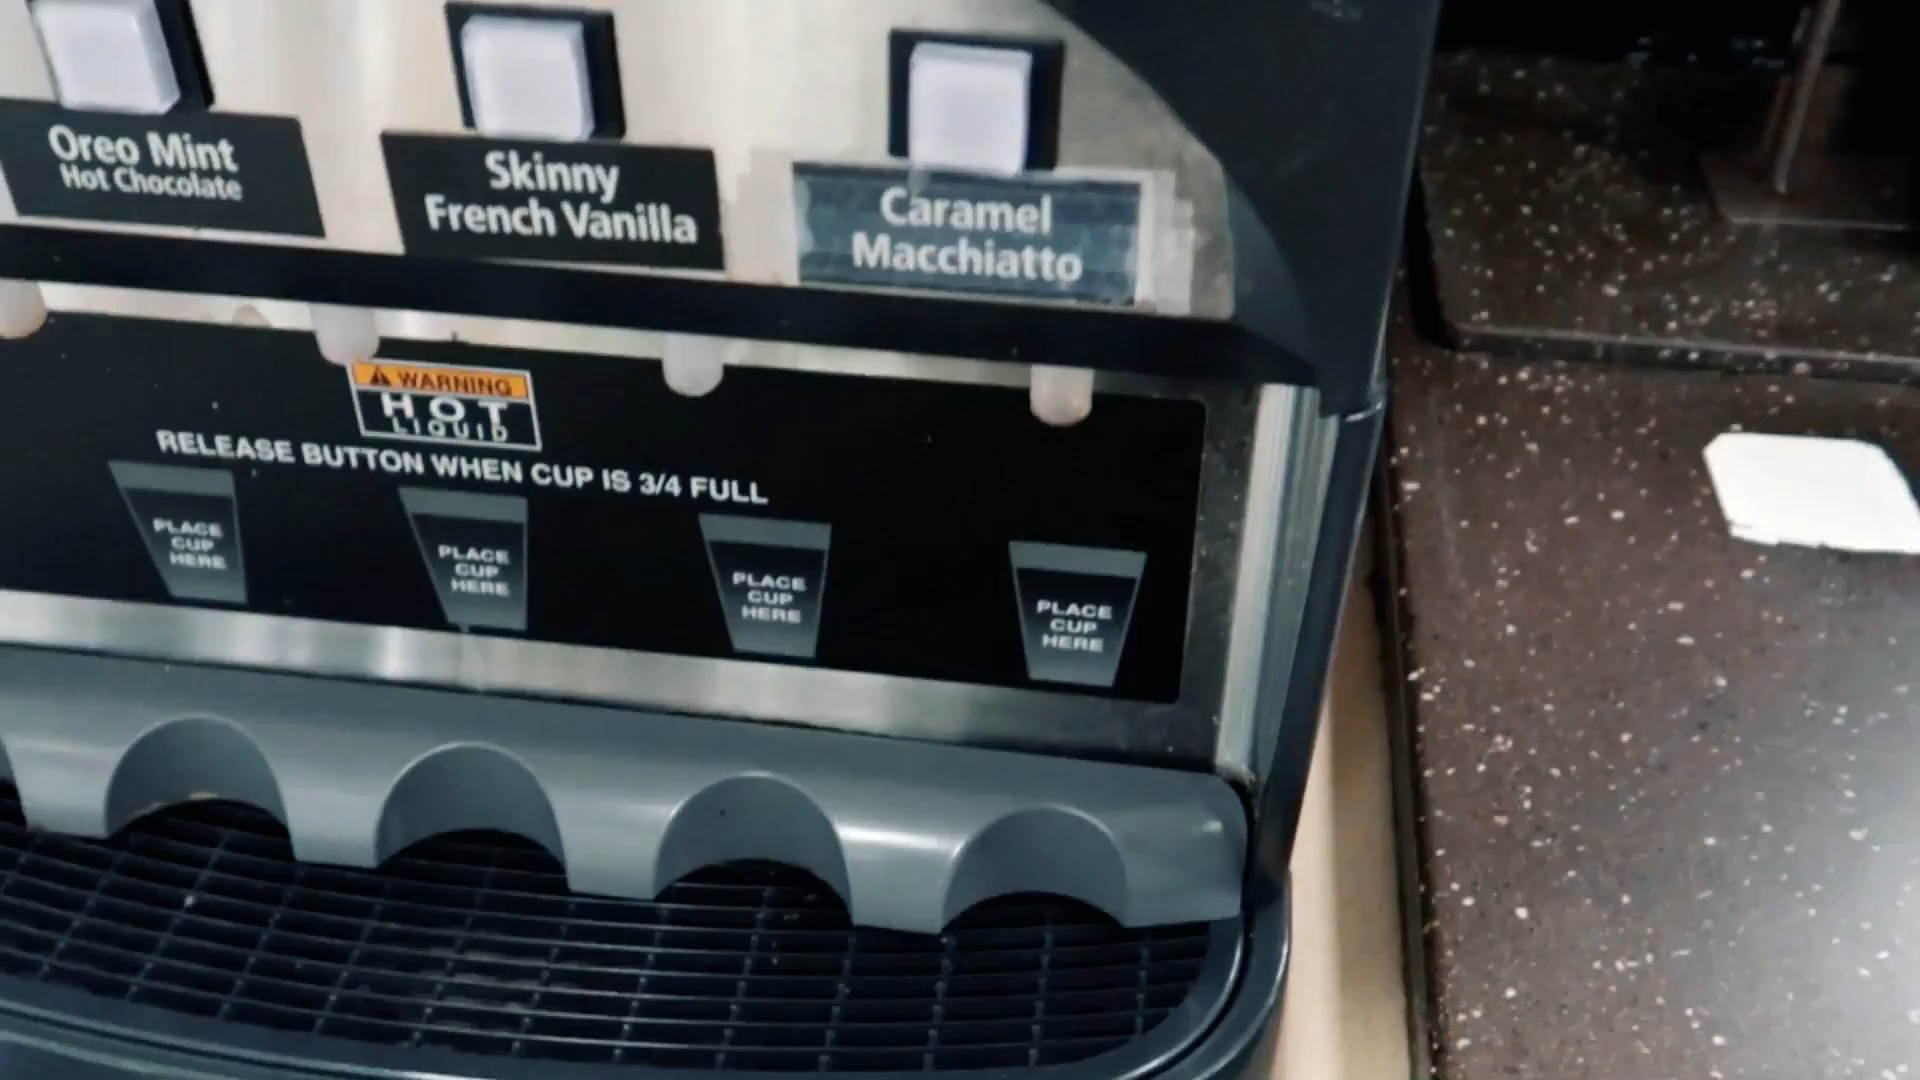 Oreo Mint
Hot Chocolate
Skinny
French Vanilla
Caramel
Macchiatto
WARNING
HOT
LIQUID
RELEASE BUTTON WHEN CUP IS 3/4 FULL
PLACE
CUP
HERE
PLACE
CUP
HERE
PLACE
CUP
HERE
PLACE
CUP
HERE